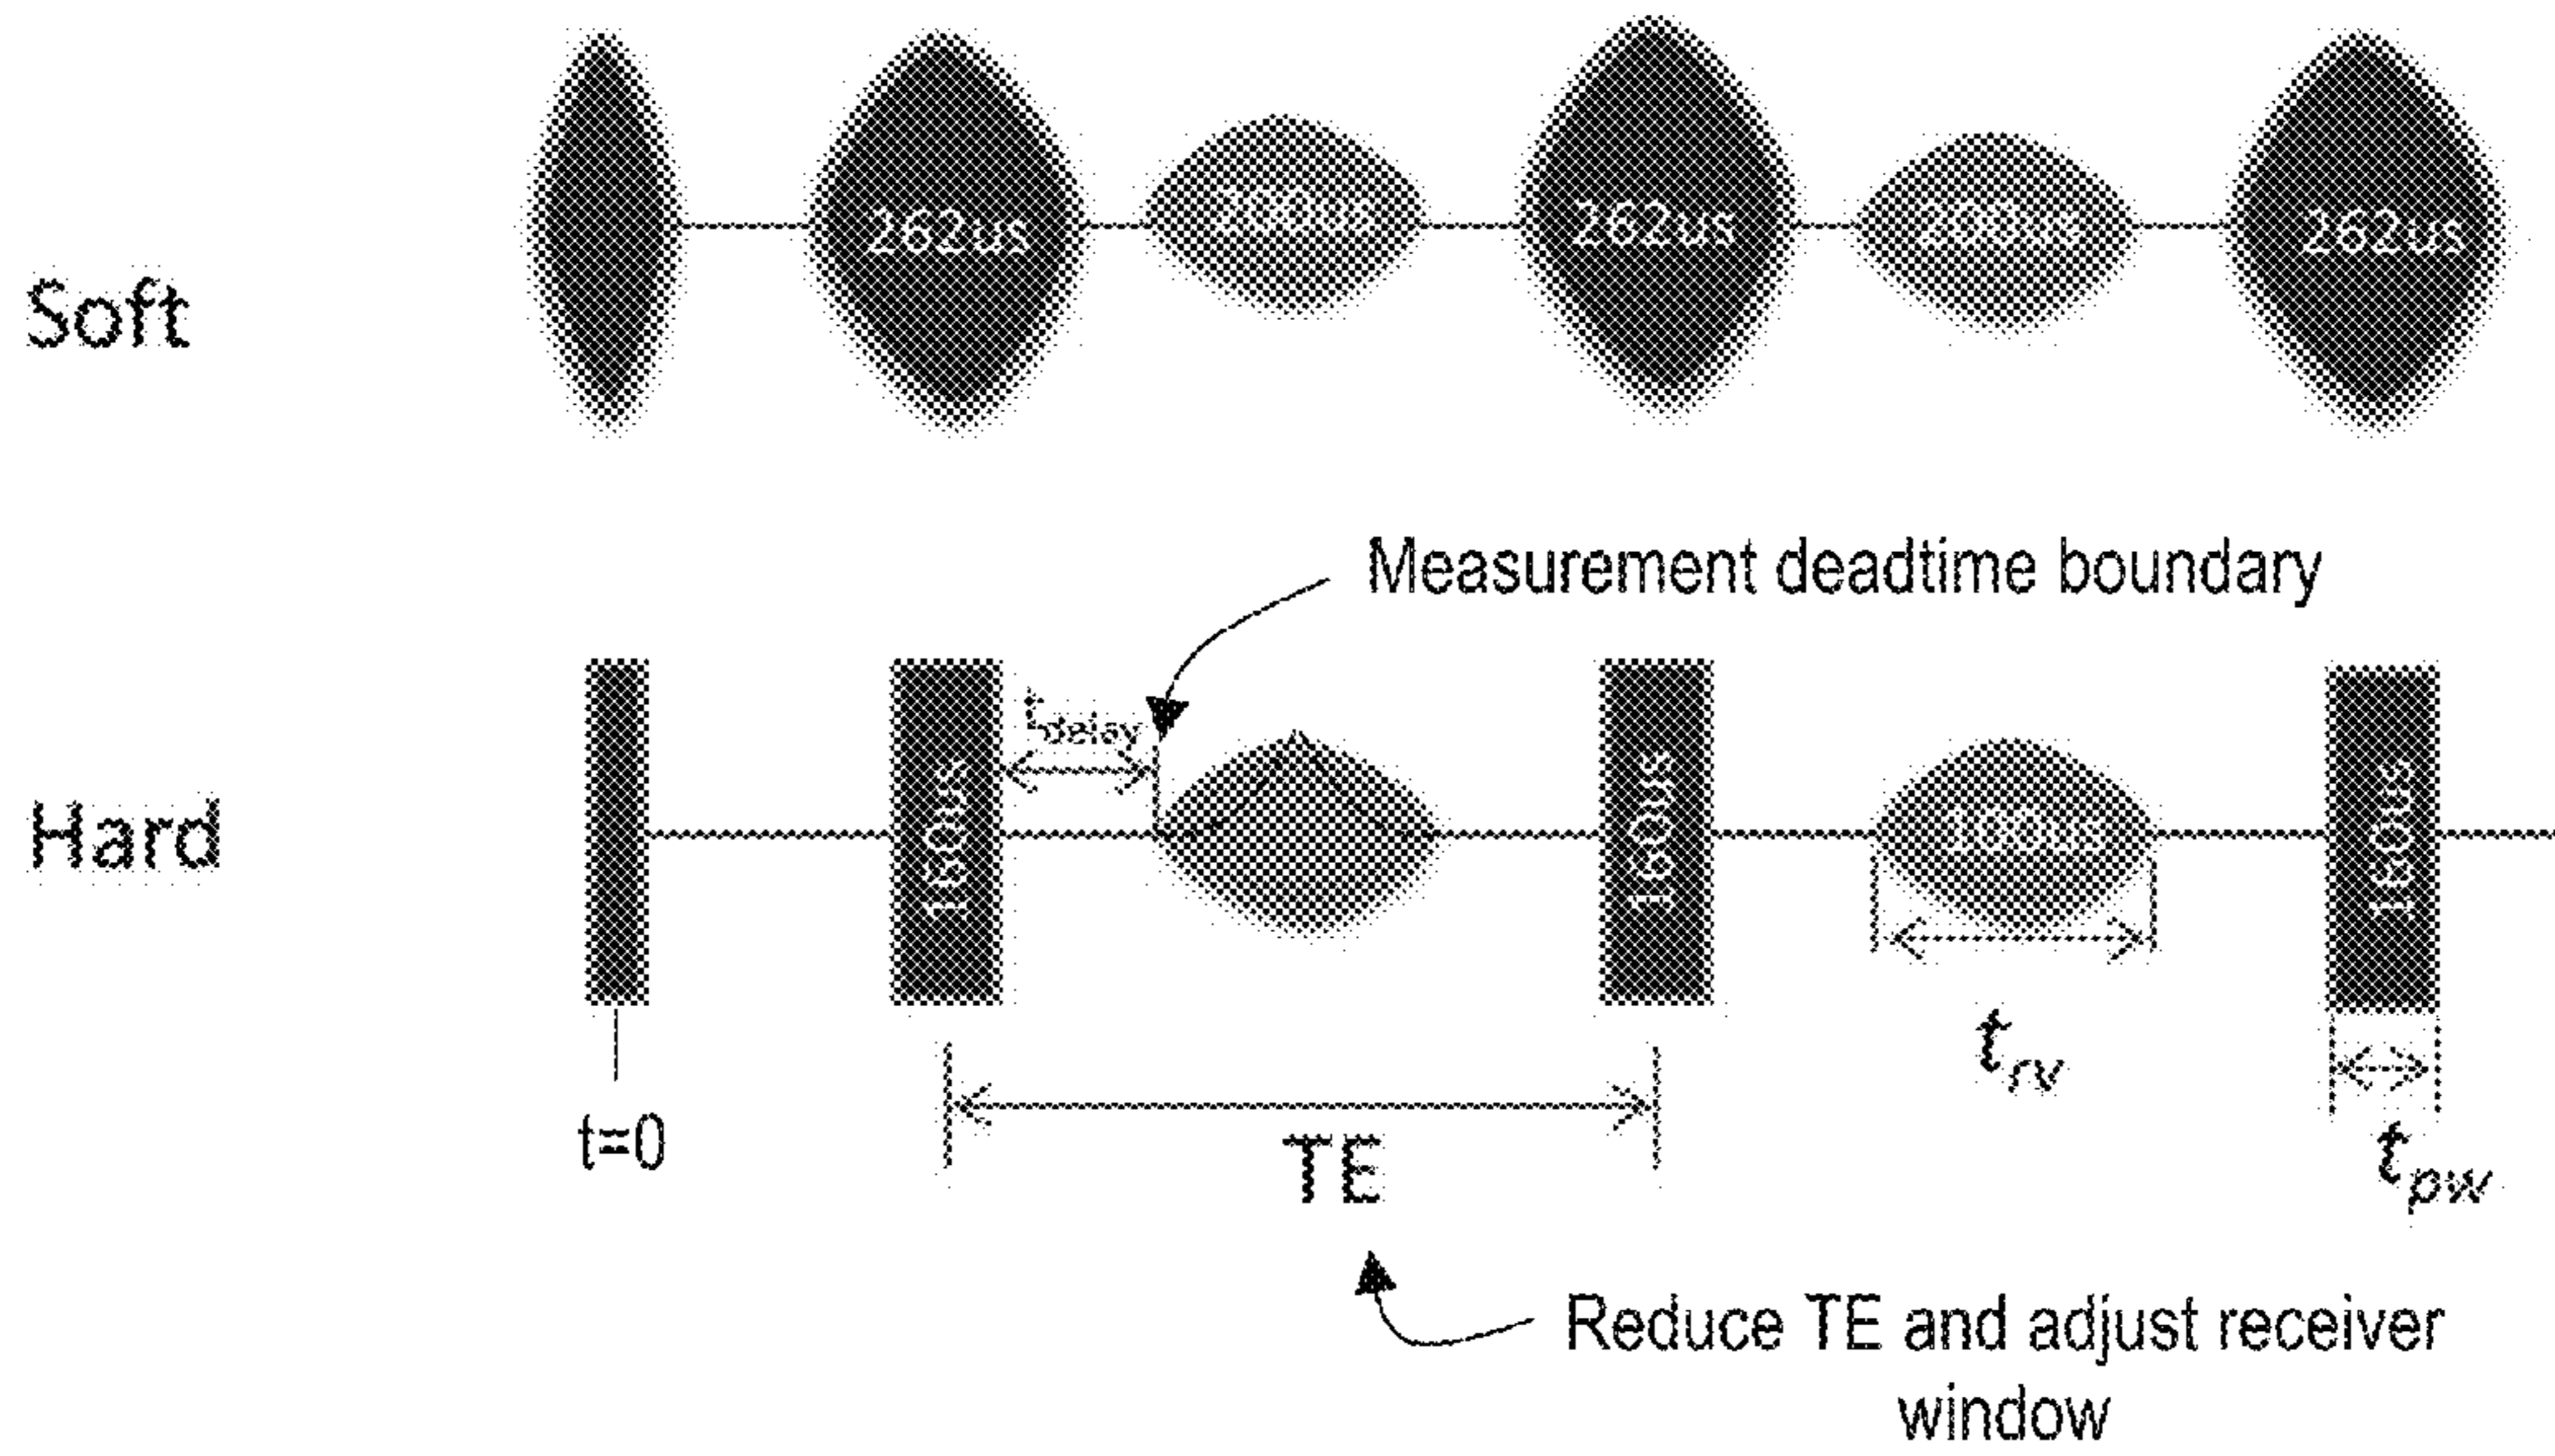 Soft
262us
262us
262us
Measurement deadtime boundary
Hard
160us
t_delay
160us
160us
t=0
TE
t_rv
t_pw
Reduce TE and adjust receiver
window